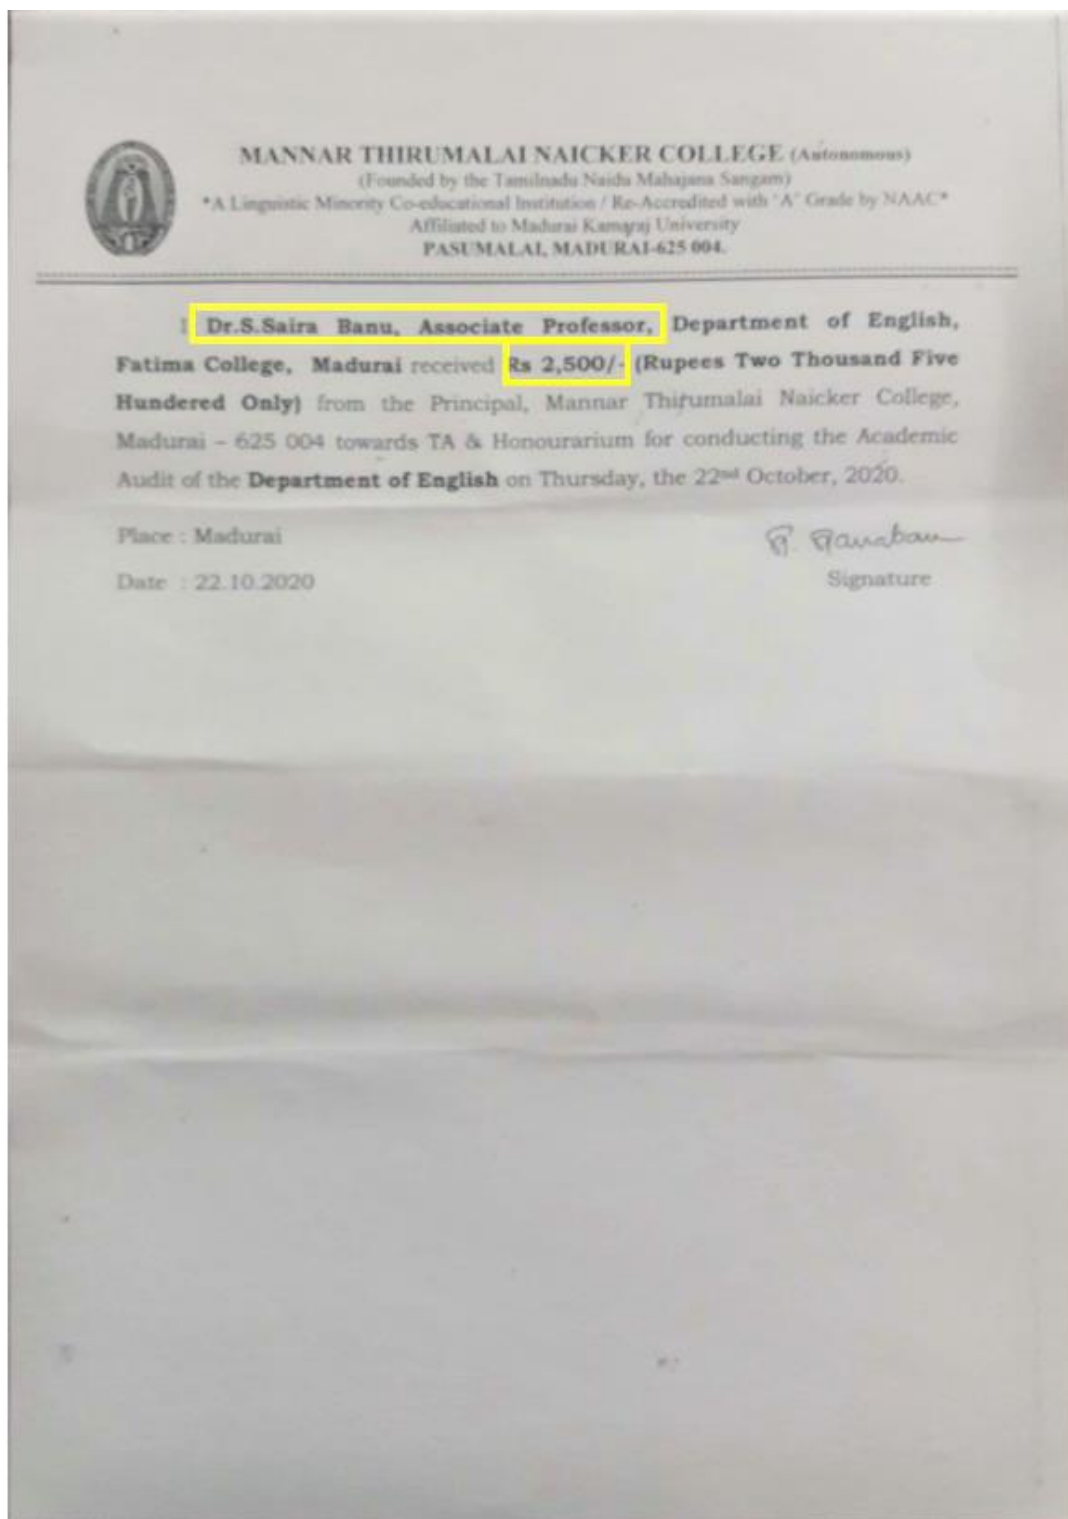 MANNAR THIRUMALAI NAICKER COLLEGE (Autonomous)
(Founded by the Tamilnadu Naidu Mahajana Sangam)
*A Linguistic Minority Co-educational Institution / Re-Accredited with "A" Grade by NAAC*
Affiliated to Madurai Kamaraj University
PASUMALAI, MADURAI-625 004.
I Dr.S.Saira Banu, Associate Professor, Department of English,
Fatima College, Madurai received Rs 2,500/- (Rupees Two Thousand Five
Hundered Only) from the Principal, Mannar Thirumalai Naicker College,
Madurai – 625 004 towards TA & Honourarium for conducting the Academic
Audit of the Department of English on Thursday, the 22nd October, 2020.
Place : Madurai
Date : 22.10.2020
Signature